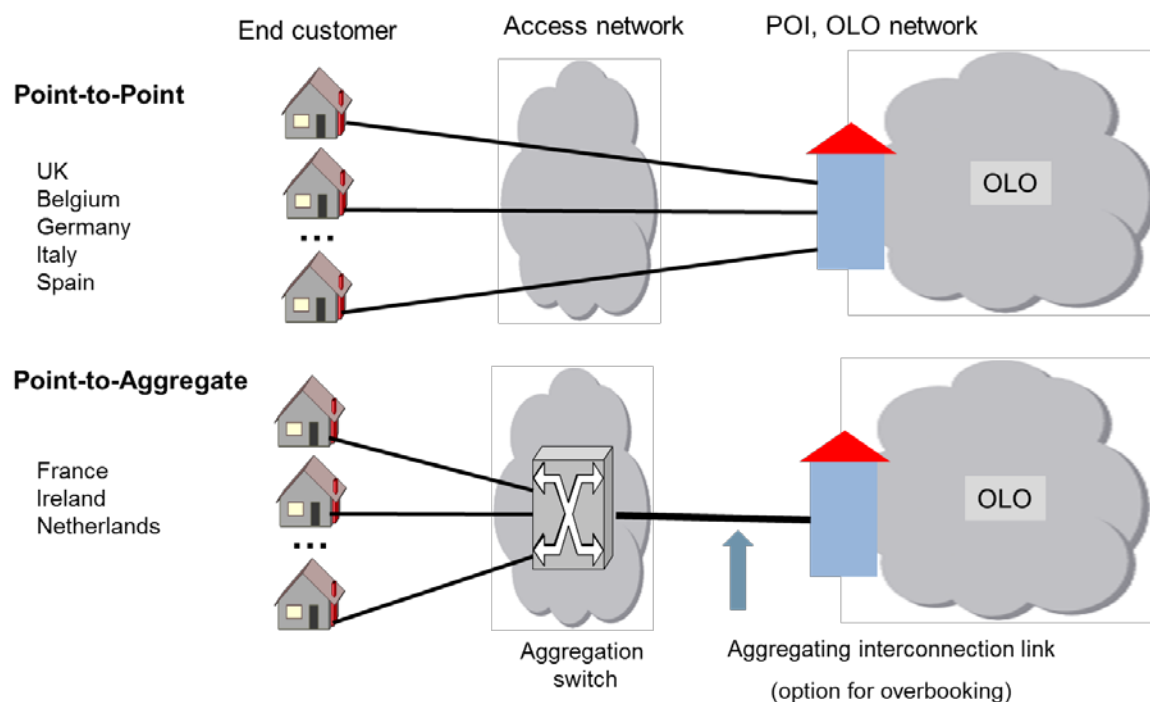 End customer
Access network
POI, OLO network
Point-to-Point
UK
Belgium
Germany
Italy
Spain
...
OLO
Point-to-Aggregate
France
Ireland
Netherlands
...
OLO
Aggregation
switch
Aggregating interconnection link
(option for overbooking)